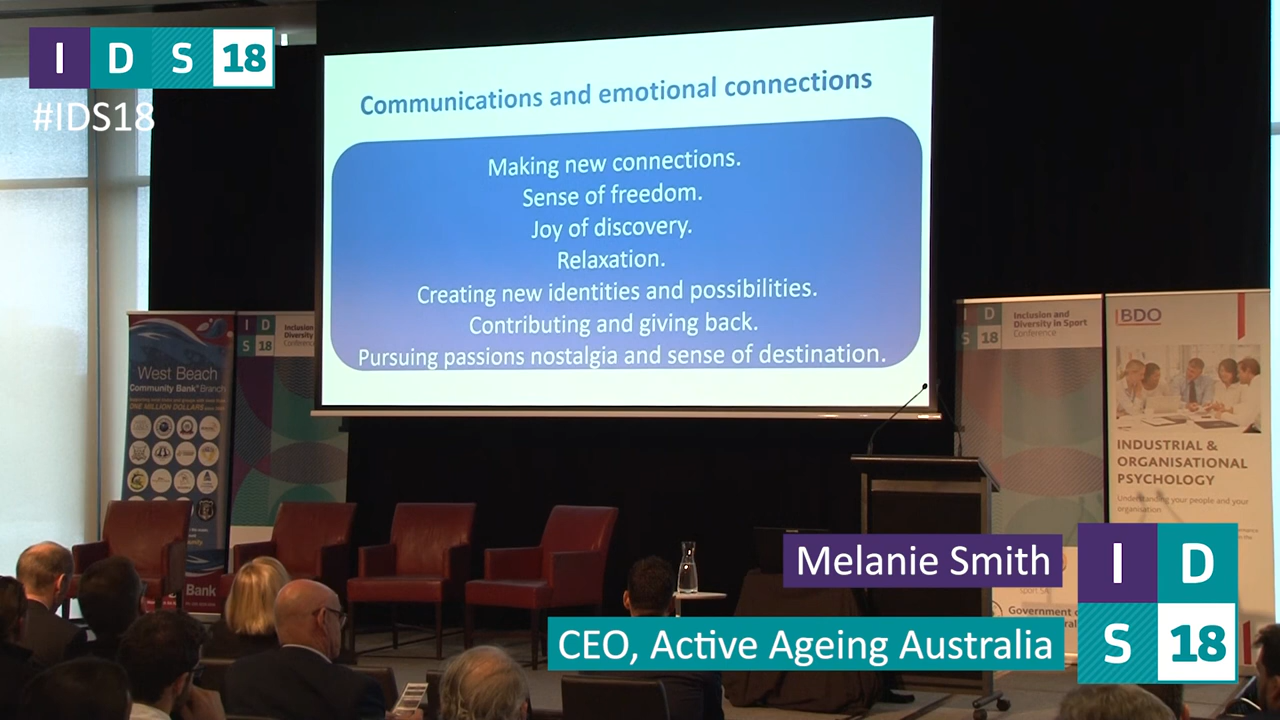 I D S 18
#IDS18
Communications and emotional connections
Making new connections.
Sense of freedom.
Joy of discovery.
Relaxation.
Creating new identities and possibilities.
Contributing and giving back.
Pursuing passions nostalgia and sense of destination.
West Beach
Community Bank® Branch
ONE MILLION DOLLARS
Bank
I D
S 18
Inclusion
Diversity
Conference
D
S 18
Inclusion and
Diversity in Sport
Conference
BDO
INDUSTRIAL &
ORGANISATIONAL
PSYCHOLOGY
Understanding your people and your
organisation
Government
Melanie Smith
CEO, Active Ageing Australia
I D
S 18